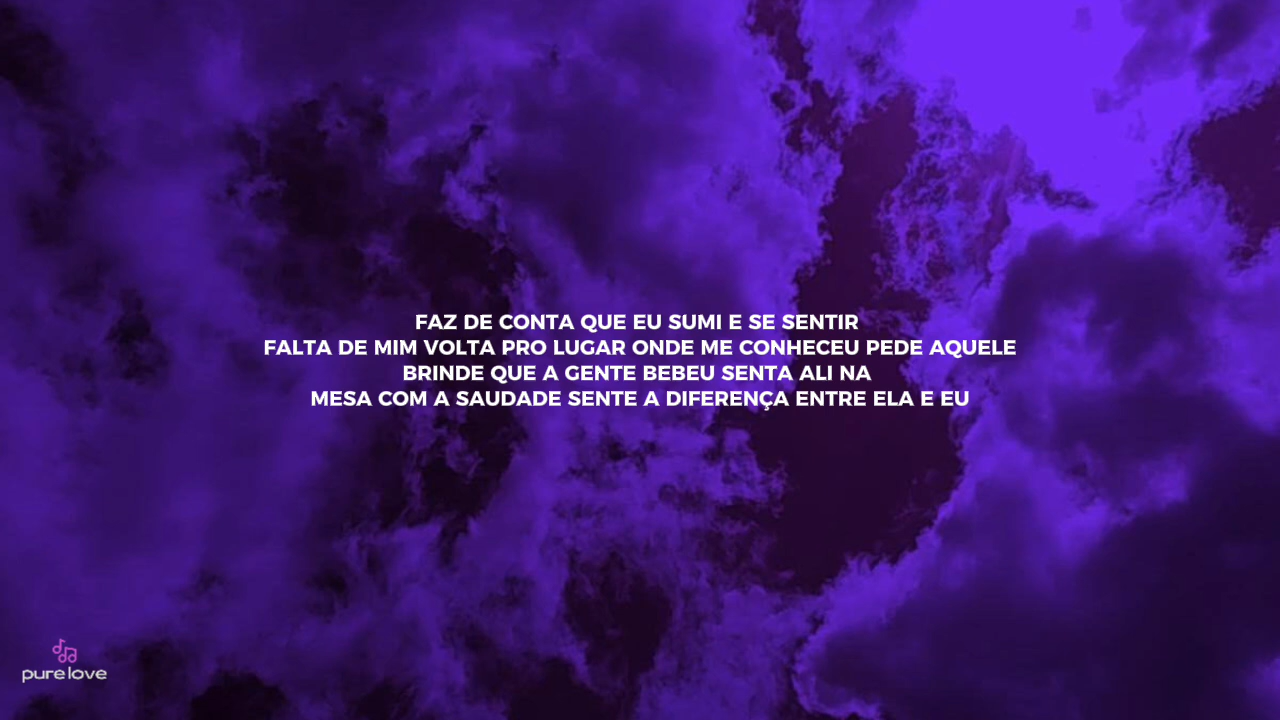 FAZ DE CONTA QUE EU SUMI E SE SENTIR
FALTA DE MIM VOLTA PRO LUGAR ONDE ME CONHECEU PEDE AQUELE
BRINDE QUE A GENTE BEBEU SENTA ALI NA
MESA COM A SAUDADE SENTE A DIFERENÇA ENTRE ELA E EU
pure love